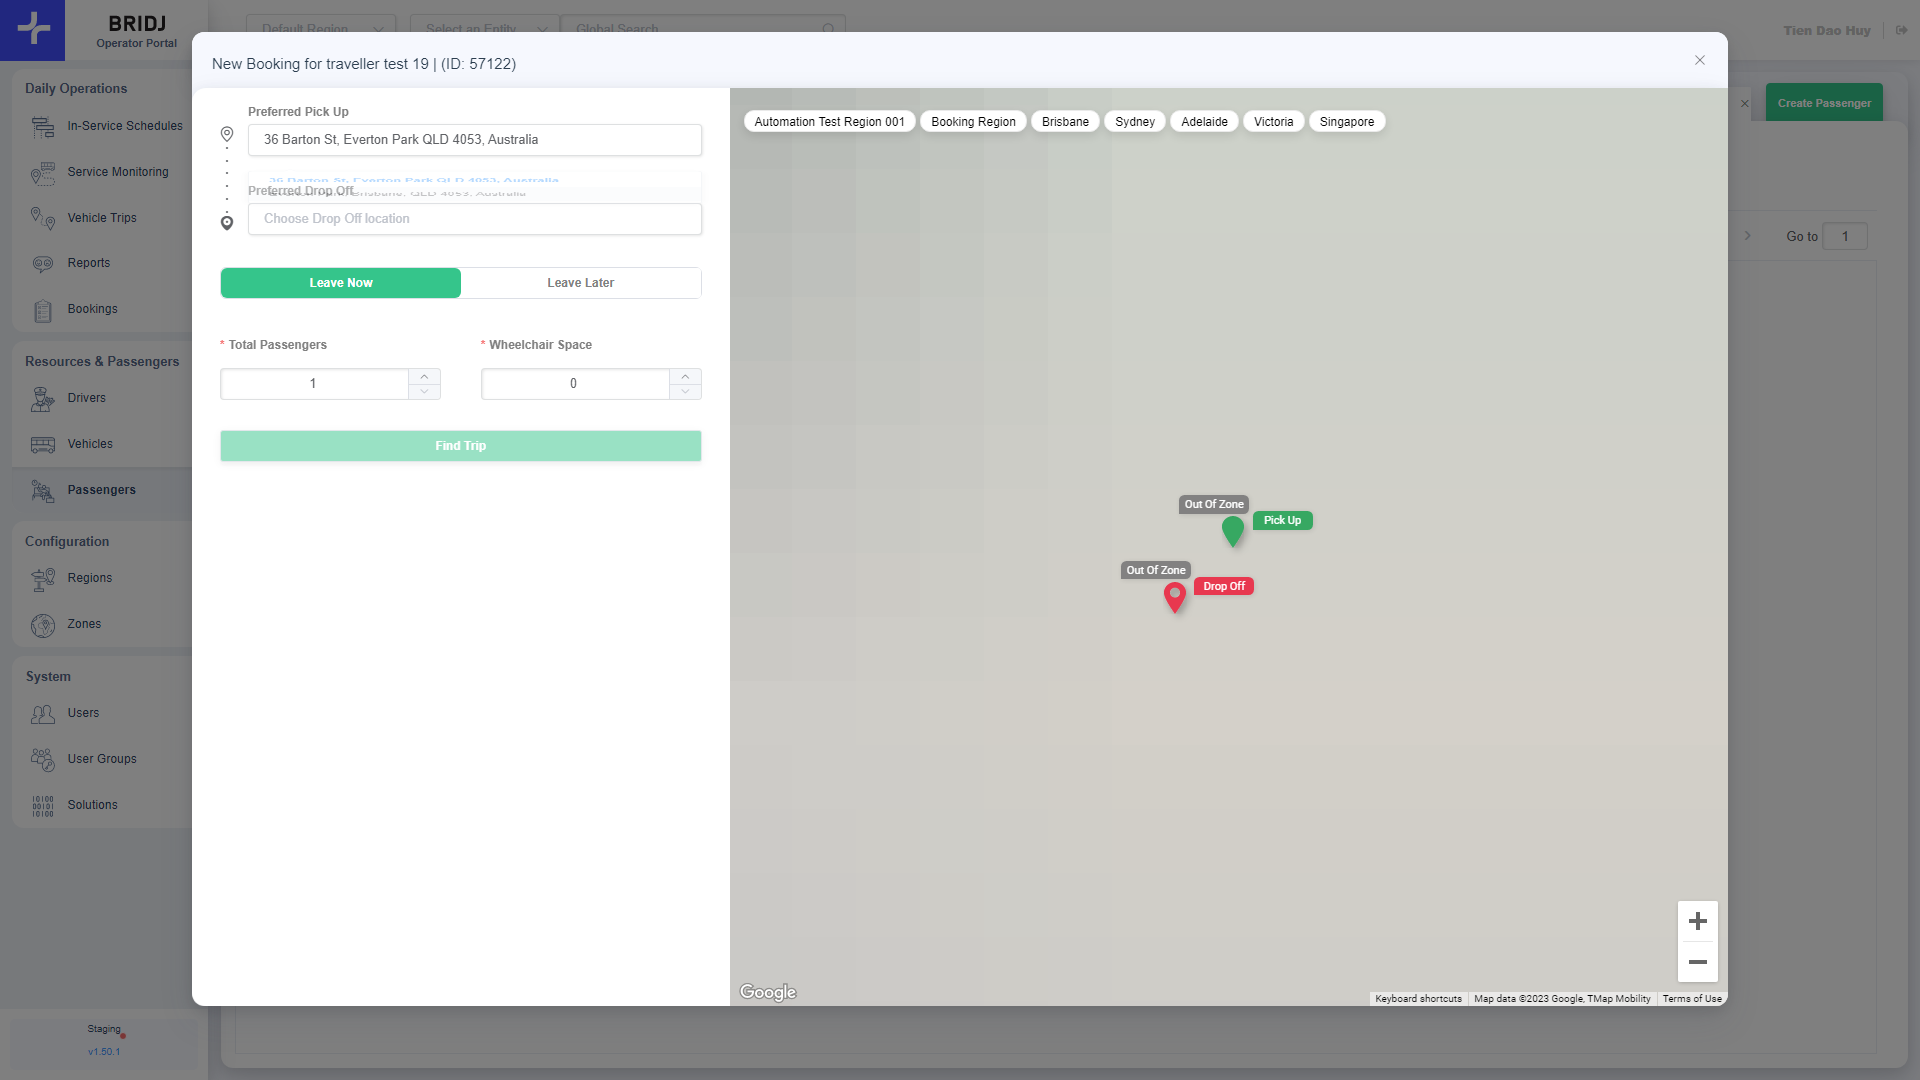 BRIDJ
Operator Portal
Default Region
Select an Entity
Global Search
Tien Dao Huy
New Booking for traveller test 19 | (ID: 57122)
Daily Operations
In-Service Schedules
Service Monitoring
Vehicle Trips
Reports
Bookings
Resources & Passengers
Drivers
Vehicles
Passengers
Configuration
Regions
Zones
System
Users
User Groups
Solutions
Staging
v1.50.1
Preferred Pick Up
36 Barton St, Everton Park QLD 4053, Australia
36 Barton St, Everton Park QLD 4053, Australia
Preferred Drop Off
Choose Drop Off location
Leave Now
Leave Later
* Total Passengers
* Wheelchair Space
1
0
Find Trip
Automation Test Region 001
Booking Region
Brisbane
Sydney
Adelaide
Victoria
Singapore
Create Passenger
Go to
1
Out Of Zone
Pick Up
Out Of Zone
Drop Off
Google
Keyboard shortcuts
Map data ©2023 Google, TMap Mobility
Terms of Use